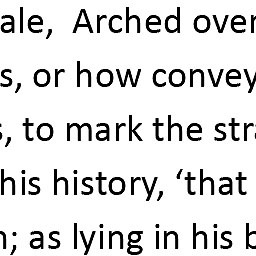 ale,  Arched over
s, or how convey
s, to mark the stra
his history, ‘that
n; as lying in his b